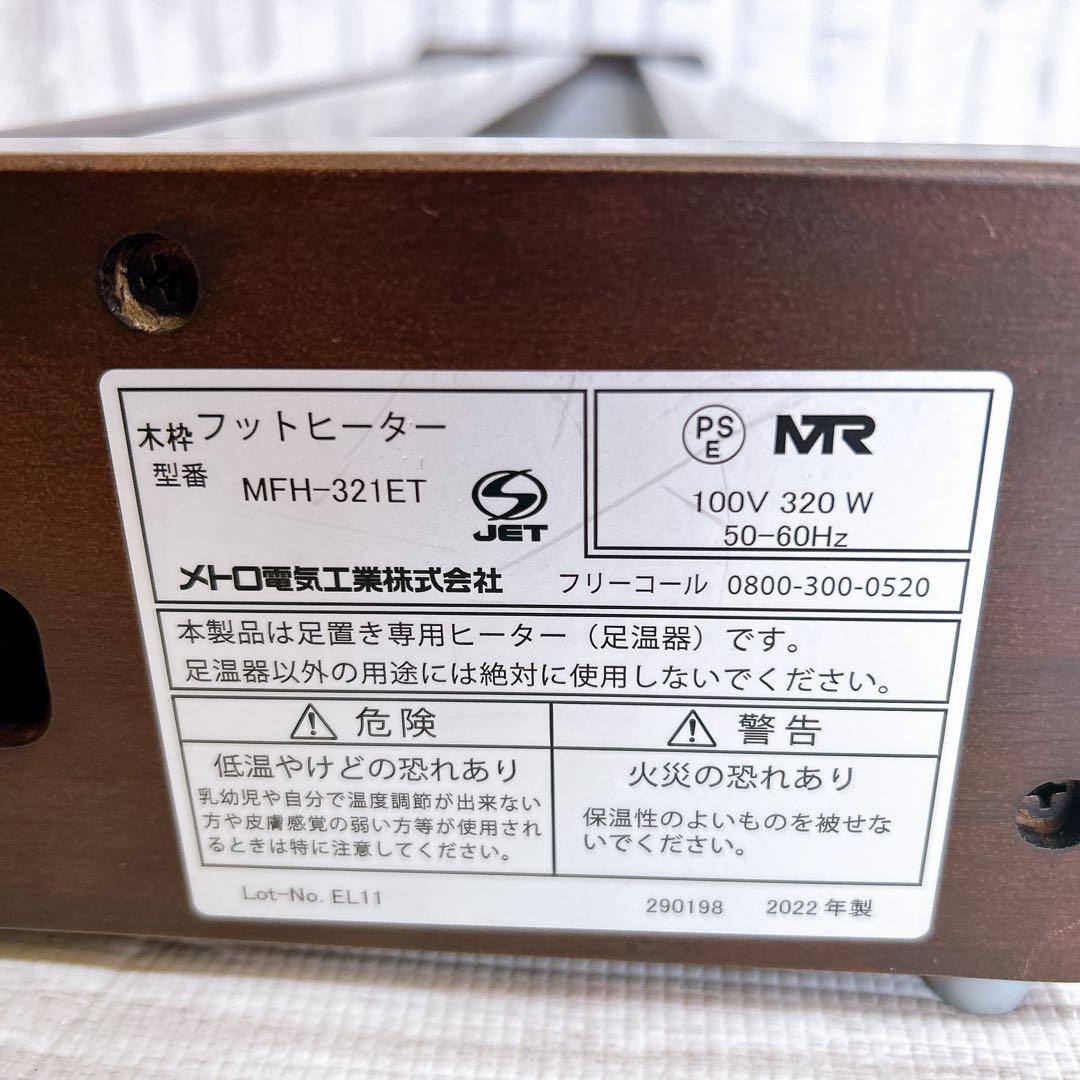 木枠フットヒーター
型番 MFH-321ET
JET
PS
E
MTR
100V 320 W
50-60Hz
メトロ電気工業株式会社 フリーコール 0800-300-0520
本製品は足置き専用ヒーター（足温器）です。
足温器以外の用途には絶対に使用しないでください。
危険
低温やけどの恐れあり
乳幼児や自分で温度調節が出来ない
方や皮膚感覚の弱い方等が使用され
るときは特に注意してください。
警告
火災の恐れあり
保温性のよいものを被せな
いでください。
Lot-No. EL11
290198 2022年製